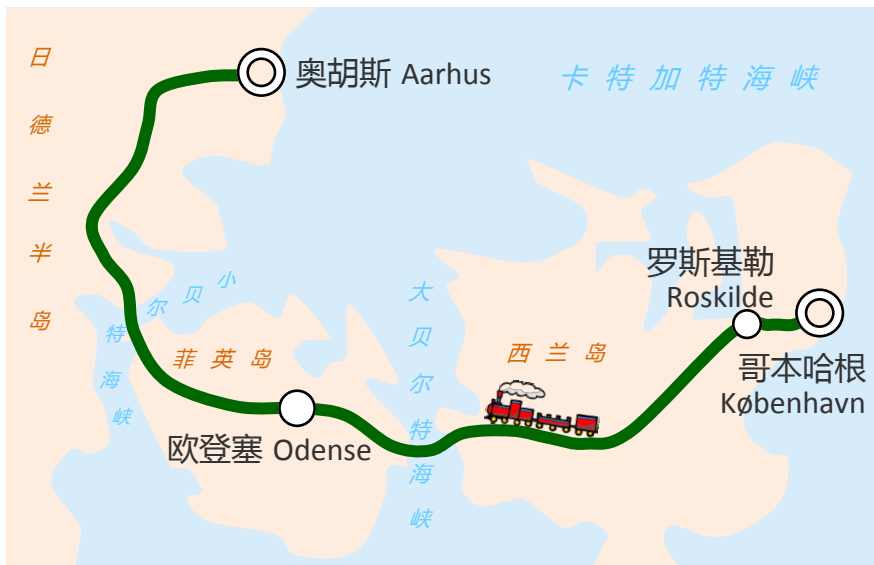 日德兰半岛
奥胡斯 Aarhus
卡特加特海峡
小贝尔特海峡
大贝尔特海峡
罗斯基勒
Roskilde
菲英岛
西兰岛
哥本哈根
København
欧登塞 Odense